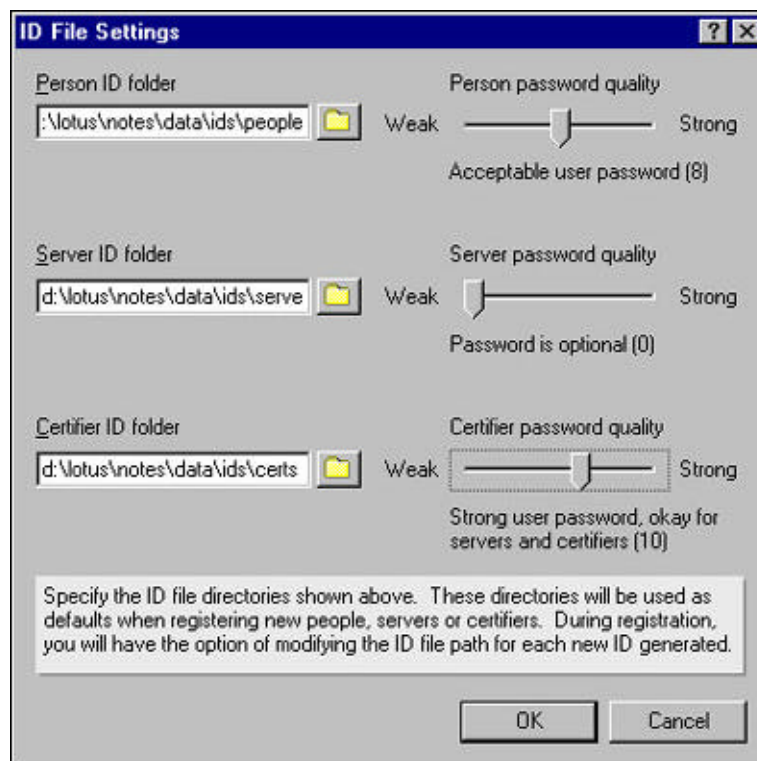 ID File Settings
Person ID folder
Person password quality
:\lotus\notes\data\ids\people
Weak
Strong
Acceptable user password (8)
Server ID folder
Server password quality
d:\lotus\notes\data\ids\serve
Weak
Strong
Password is optional (0)
Certifier ID folder
Certifier password quality
d:\lotus\notes\data\ids\certs
Weak
Strong
Strong user password, okay for
servers and certifiers (10)
Specify the ID file directories shown above.  These directories will be used as
defaults when registering new people, servers or certifiers.  During registration,
you will have the option of modifying the ID file path for each new ID generated.
OK
Cancel